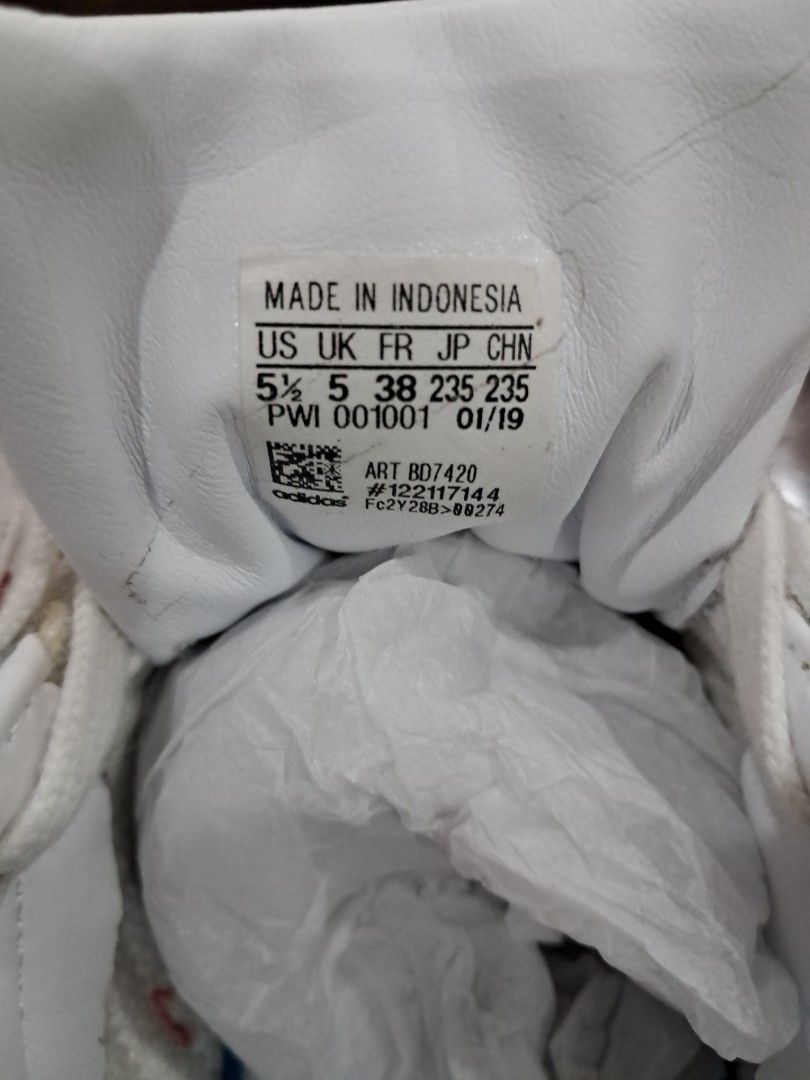 MADE IN INDONESIA
US UK FR JP CHN
5½ 5 38 235 235
PWI 001001 01/19
ART BD7420
adidas #122117144
Fc2Y28B>00274